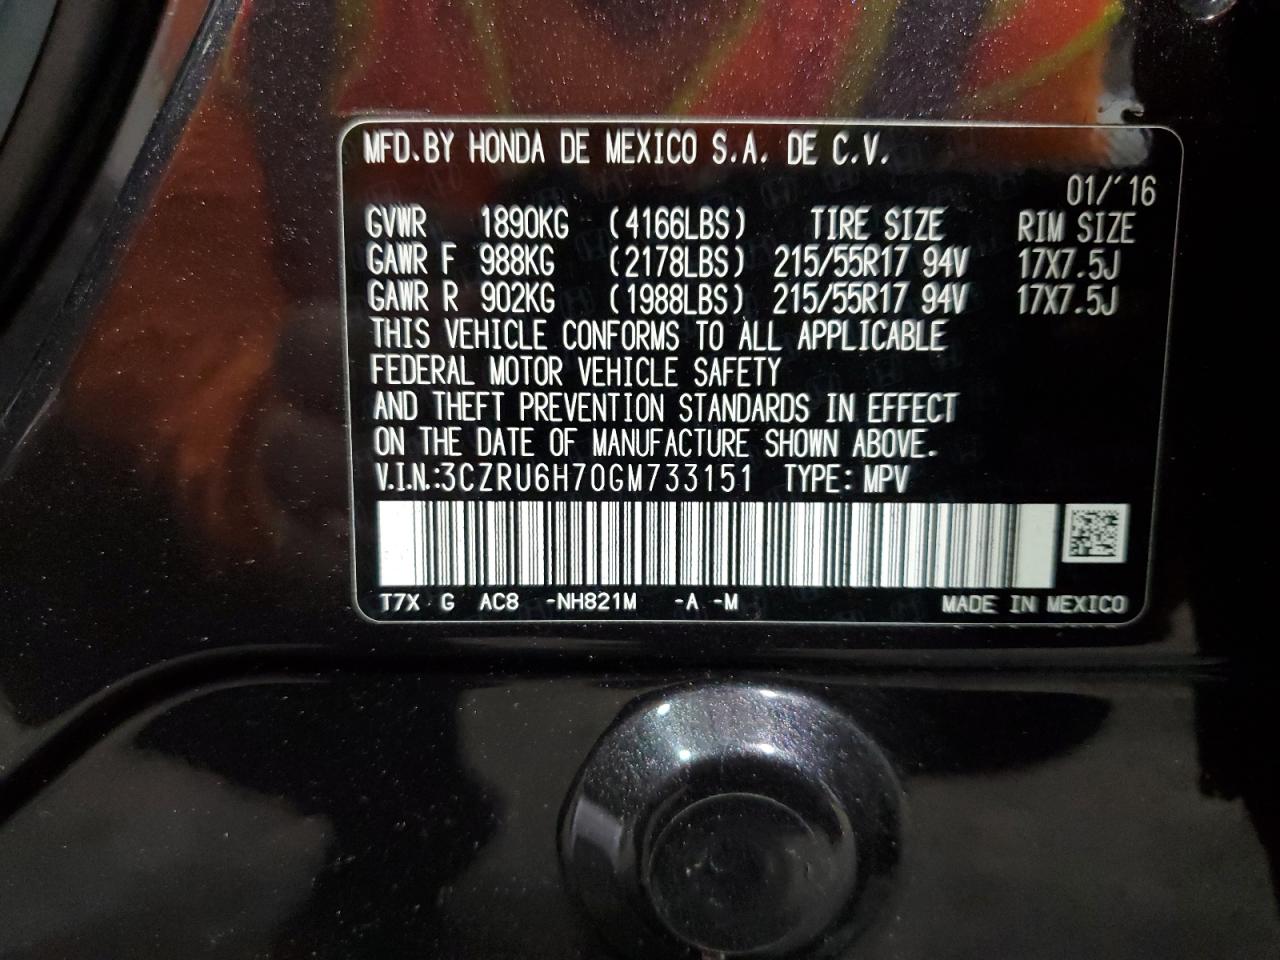 MFD.BY HONDA DE MEXICO S.A. DE C.V.
01/'16
GVWR 1890KG (4166LBS) TIRE SIZE RIM SIZE
GAWR F 988KG (2178LBS) 215/55R17 94V 17X7.5J
GAWR R 902KG (1988LBS) 215/55R17 94V 17X7.5J
THIS VEHICLE CONFORMS TO ALL APPLICABLE
FEDERAL MOTOR VEHICLE SAFETY
AND THEFT PREVENTION STANDARDS IN EFFECT
ON THE DATE OF MANUFACTURE SHOWN ABOVE.
V.I.N.:3CZRU6H70GM733151 TYPE: MPV
T7X G AC8 -NH821M -A -M MADE IN MEXICO